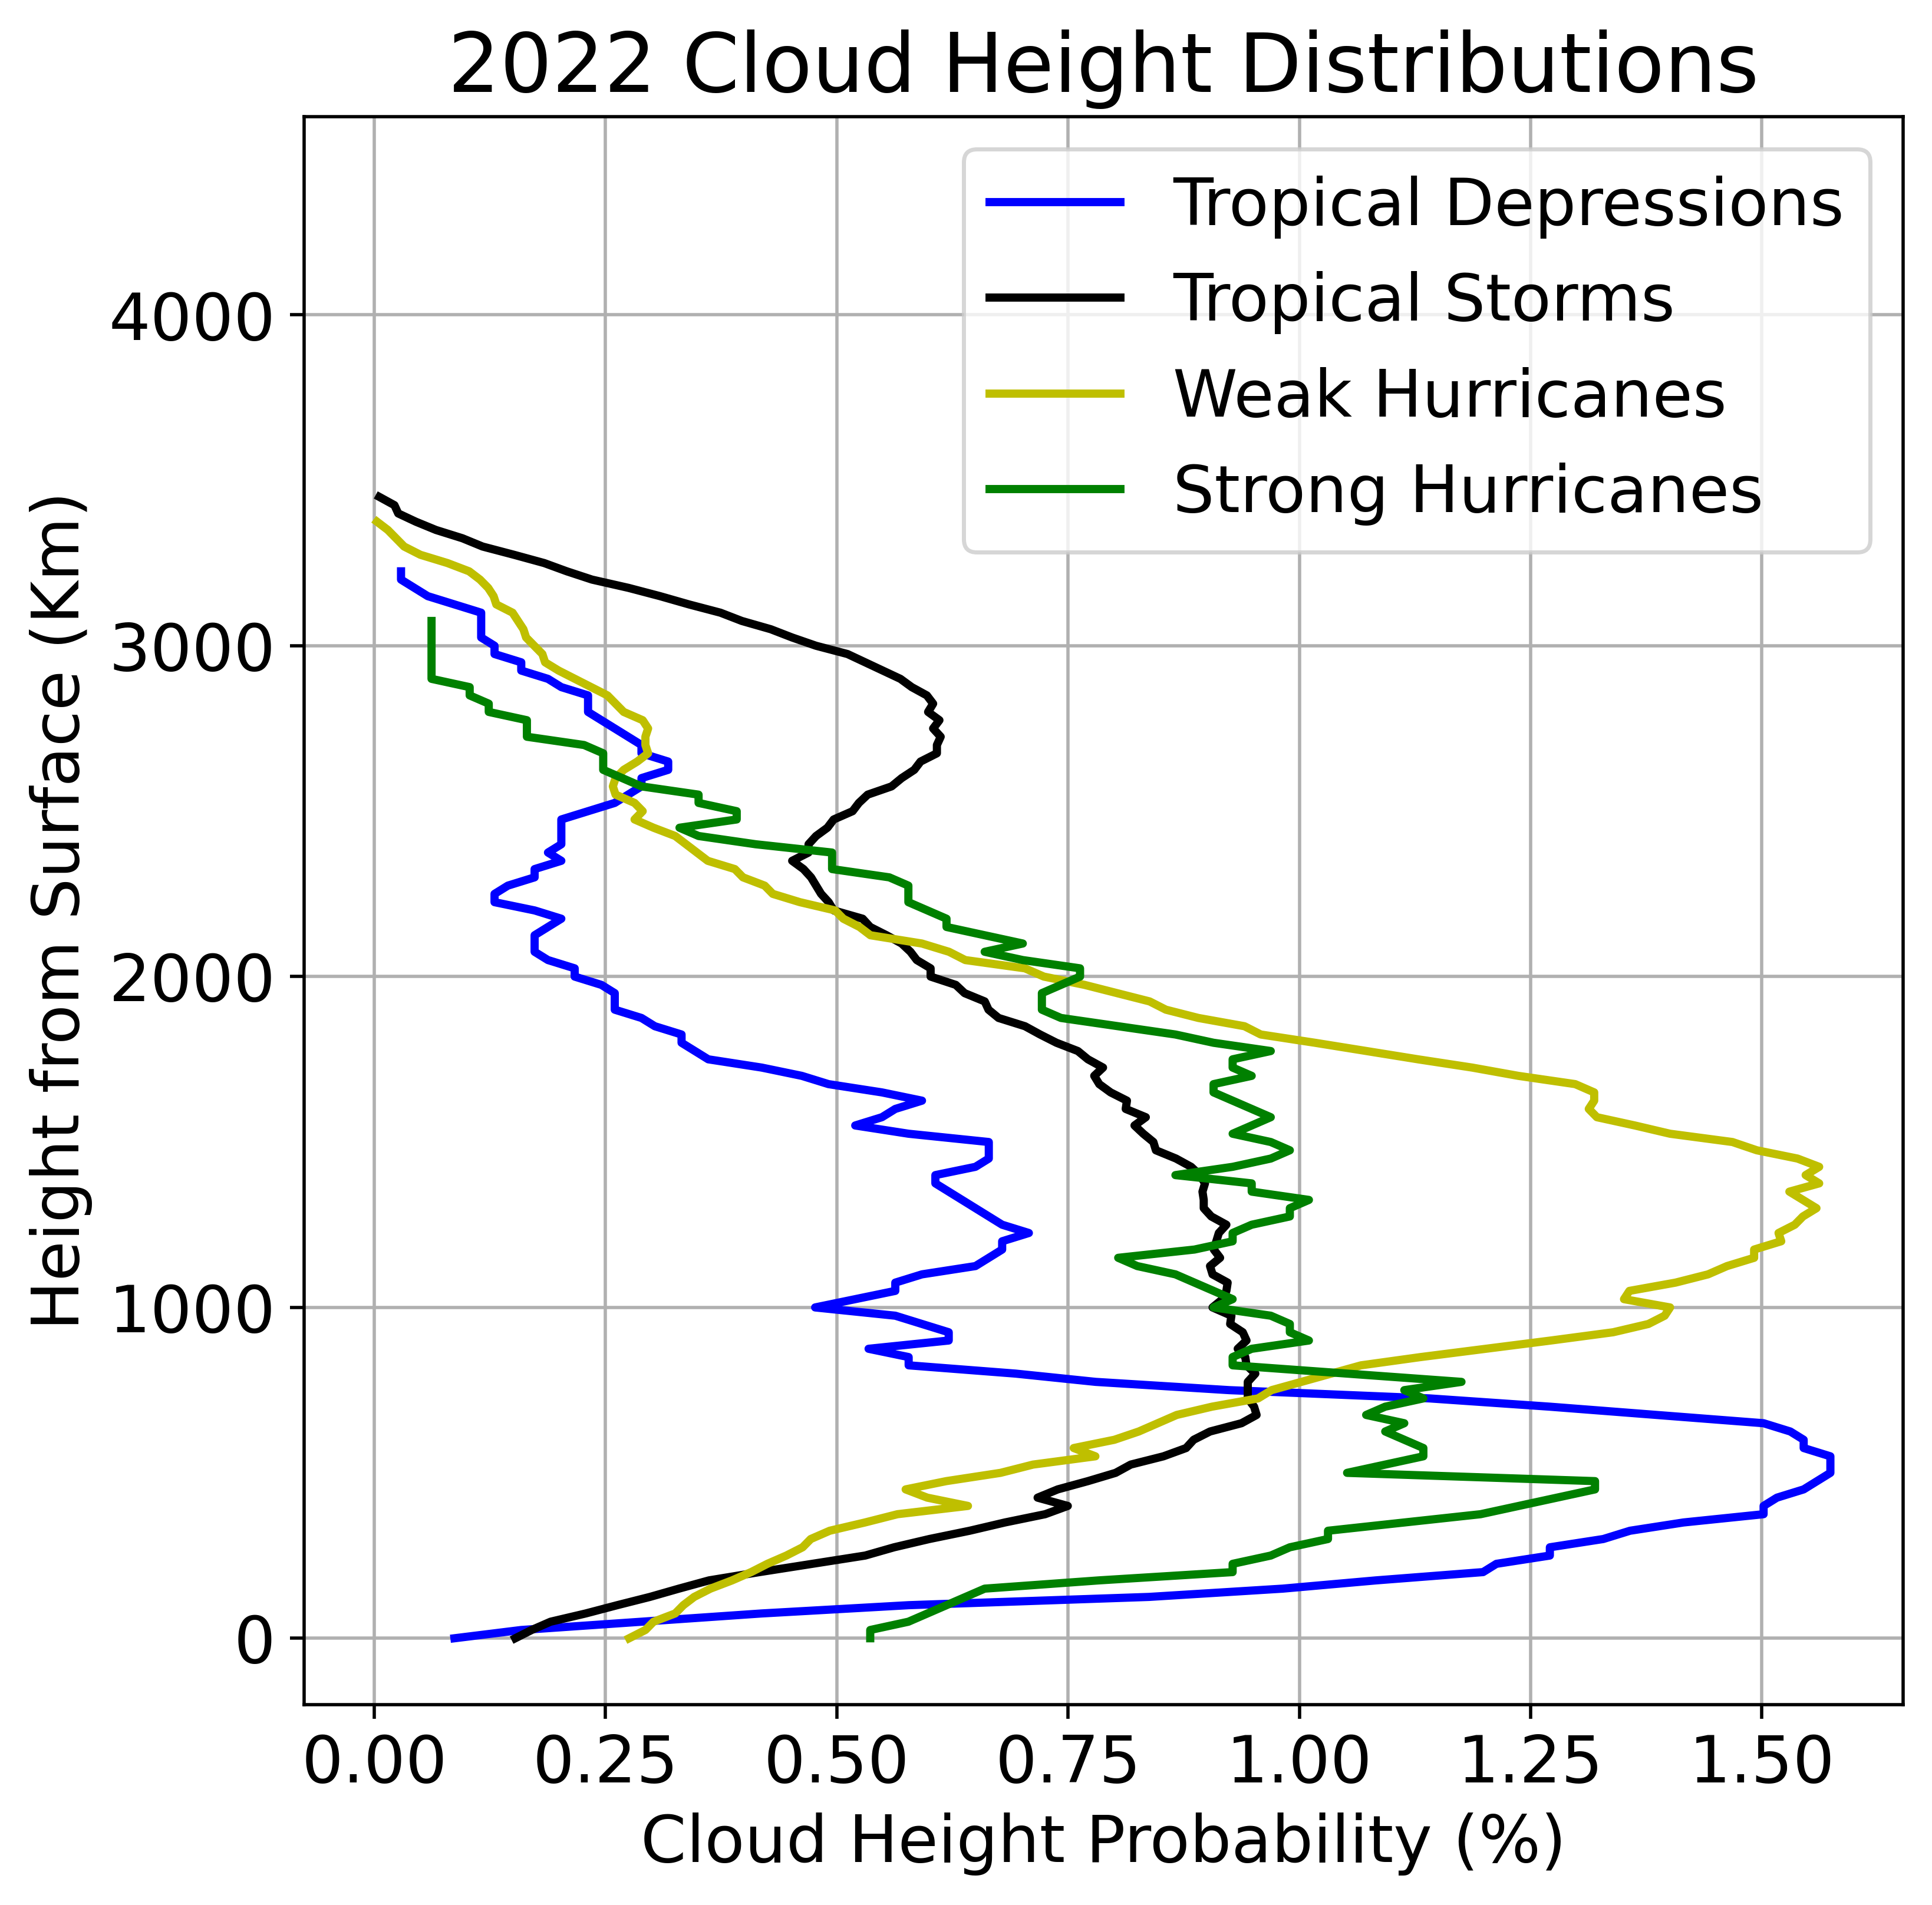 2022 Cloud Height Distributions
Tropical Depressions
Tropical Storms
Weak Hurricanes
Strong Hurricanes
Height from Surface (Km)
4000
3000
2000
1000
0
0.00 0.25 0.50 0.75 1.00 1.25 1.50
Cloud Height Probability (%)